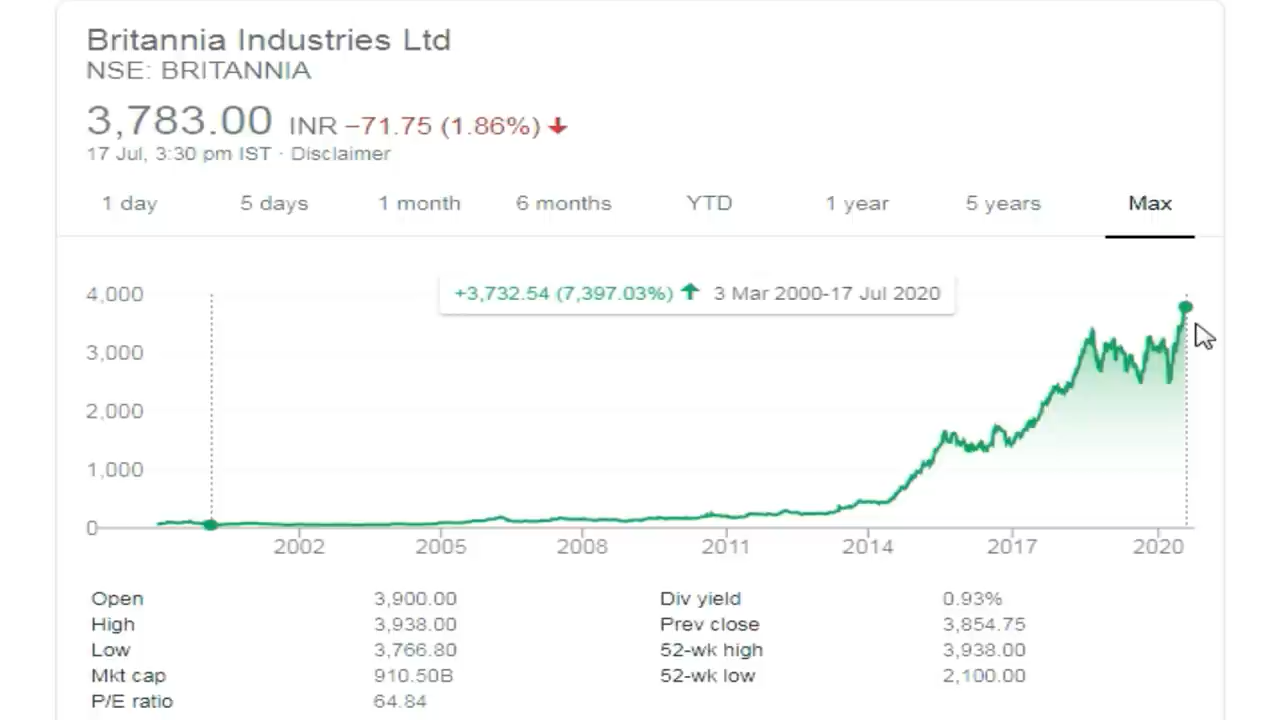 Britannia Industries Ltd
NSE: BRITANNIA
3,783.00 INR −71.75 (1.86%)
17 Jul, 3:30 pm IST · Disclaimer
1 day 5 days 1 month 6 months YTD 1 year 5 years Max
+3,732.54 (7,397.03%) 3 Mar 2000-17 Jul 2020
4,000
3,000
2,000
1,000
0
2002 2005 2008 2011 2014 2017 2020
Open 3,900.00 Div yield 0.93%
High 3,938.00 Prev close 3,854.75
Low 3,766.80 52-wk high 3,938.00
Mkt cap 910.50B 52-wk low 2,100.00
P/E ratio 64.84